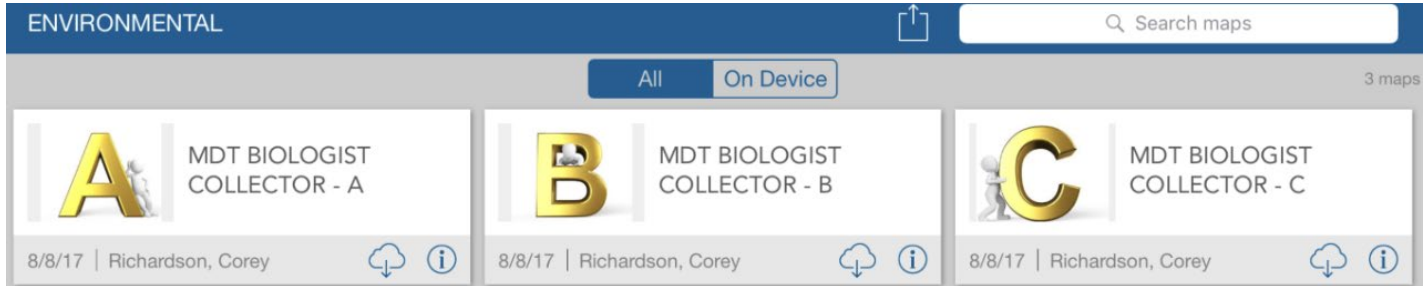 ENVIRONMENTAL
Search maps
All
On Device
3 maps
A
MDT BIOLOGIST
COLLECTOR - A
8/8/17 | Richardson, Corey
B
MDT BIOLOGIST
COLLECTOR - B
8/8/17 | Richardson, Corey
C
MDT BIOLOGIST
COLLECTOR - C
8/8/17 | Richardson, Corey